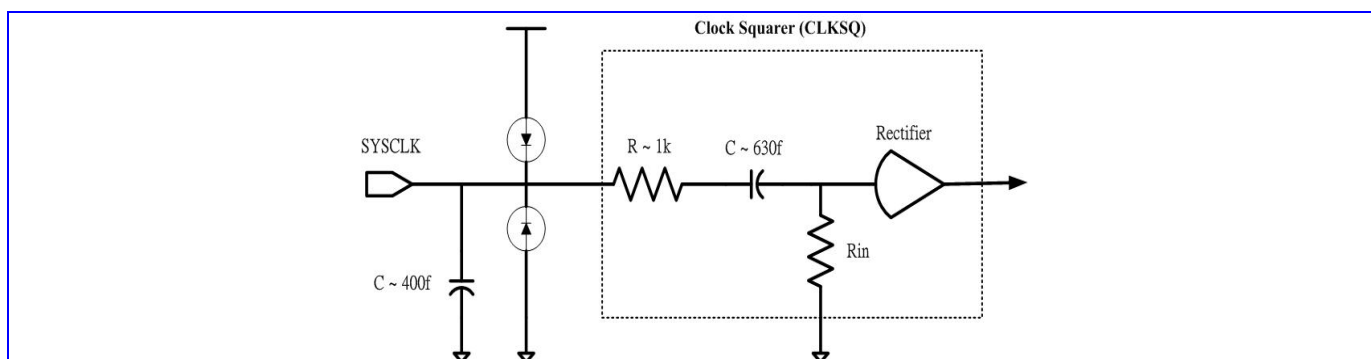 Clock Squarer (CLKSQ)
SYSCLK
R ~ 1k
C ~ 630f
Rectifier
Rin
C ~ 400f